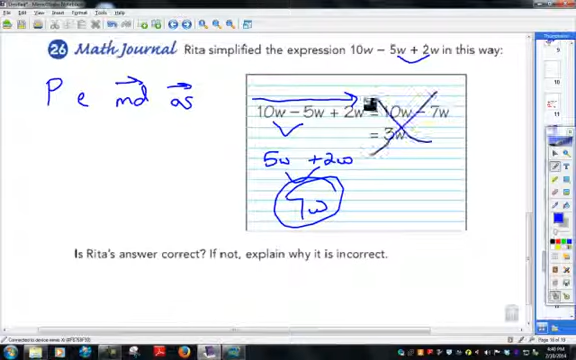 26 Math Journal Rita simplified the expression 10w − 5w + 2w in this way:
P e md as
10w − 5w + 2w = 10w − 7w
= 3w
5w + 2w
7w
Is Rita's answer correct? If not, explain why it is incorrect.